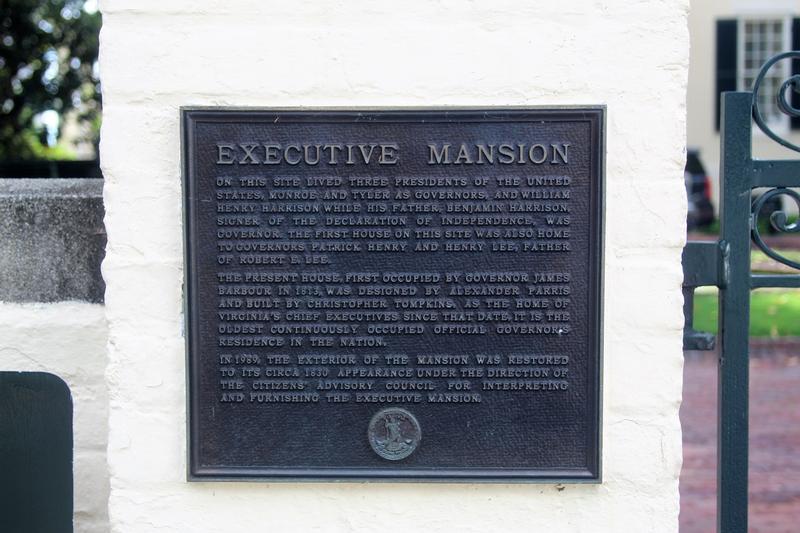 EXECUTIVE MANSION
ON THIS SITE LIVED THREE PRESIDENTS OF THE UNITED
STATES, MONROE AND TYLER AS GOVERNORS, AND WILLIAM
HENRY HARRISON WHILE HIS FATHER, BENJAMIN HARRISON,
SIGNER OF THE DECLARATION OF INDEPENDENCE, WAS
GOVERNOR. THE FIRST HOUSE ON THIS SITE WAS ALSO HOME
TO GOVERNORS PATRICK HENRY AND HENRY LEE, FATHER
OF ROBERT E. LEE.
THE PRESENT HOUSE, FIRST OCCUPIED BY GOVERNOR JAMES
BARBOUR IN 1813, WAS DESIGNED BY ALEXANDER PARRIS
AND BUILT BY CHRISTOPHER TOMPKINS. AS THE HOME OF
VIRGINIA'S CHIEF EXECUTIVES SINCE THAT DATE, IT IS THE
OLDEST CONTINUOUSLY OCCUPIED OFFICIAL GOVERNOR'S
RESIDENCE IN THE NATION.
IN 1989, THE EXTERIOR OF THE MANSION WAS RESTORED
TO ITS CIRCA 1830 APPEARANCE UNDER THE DIRECTION OF
THE CITIZENS' ADVISORY COUNCIL FOR INTERPRETING
AND FURNISHING THE EXECUTIVE MANSION.